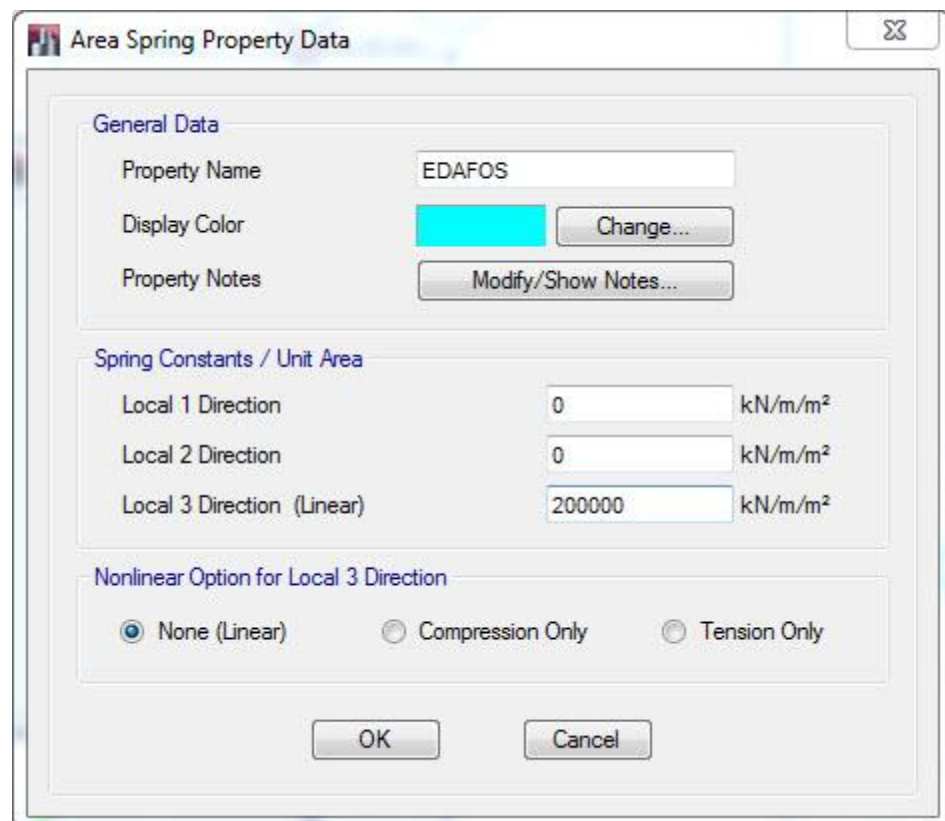 Area Spring Property Data
General Data
Property Name EDAFOS
Display Color Change...
Property Notes Modify/Show Notes...
Spring Constants / Unit Area
Local 1 Direction 0 kN/m/m²
Local 2 Direction 0 kN/m/m²
Local 3 Direction (Linear) 200000 kN/m/m²
Nonlinear Option for Local 3 Direction
None (Linear) Compression Only Tension Only
OK Cancel